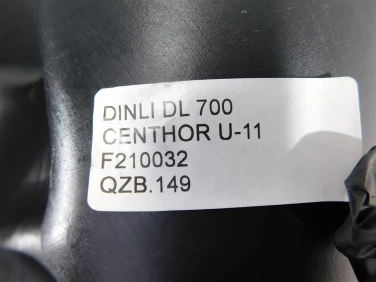 DINLI DL 700
CENTHOR U-11
F210032
QZB.149